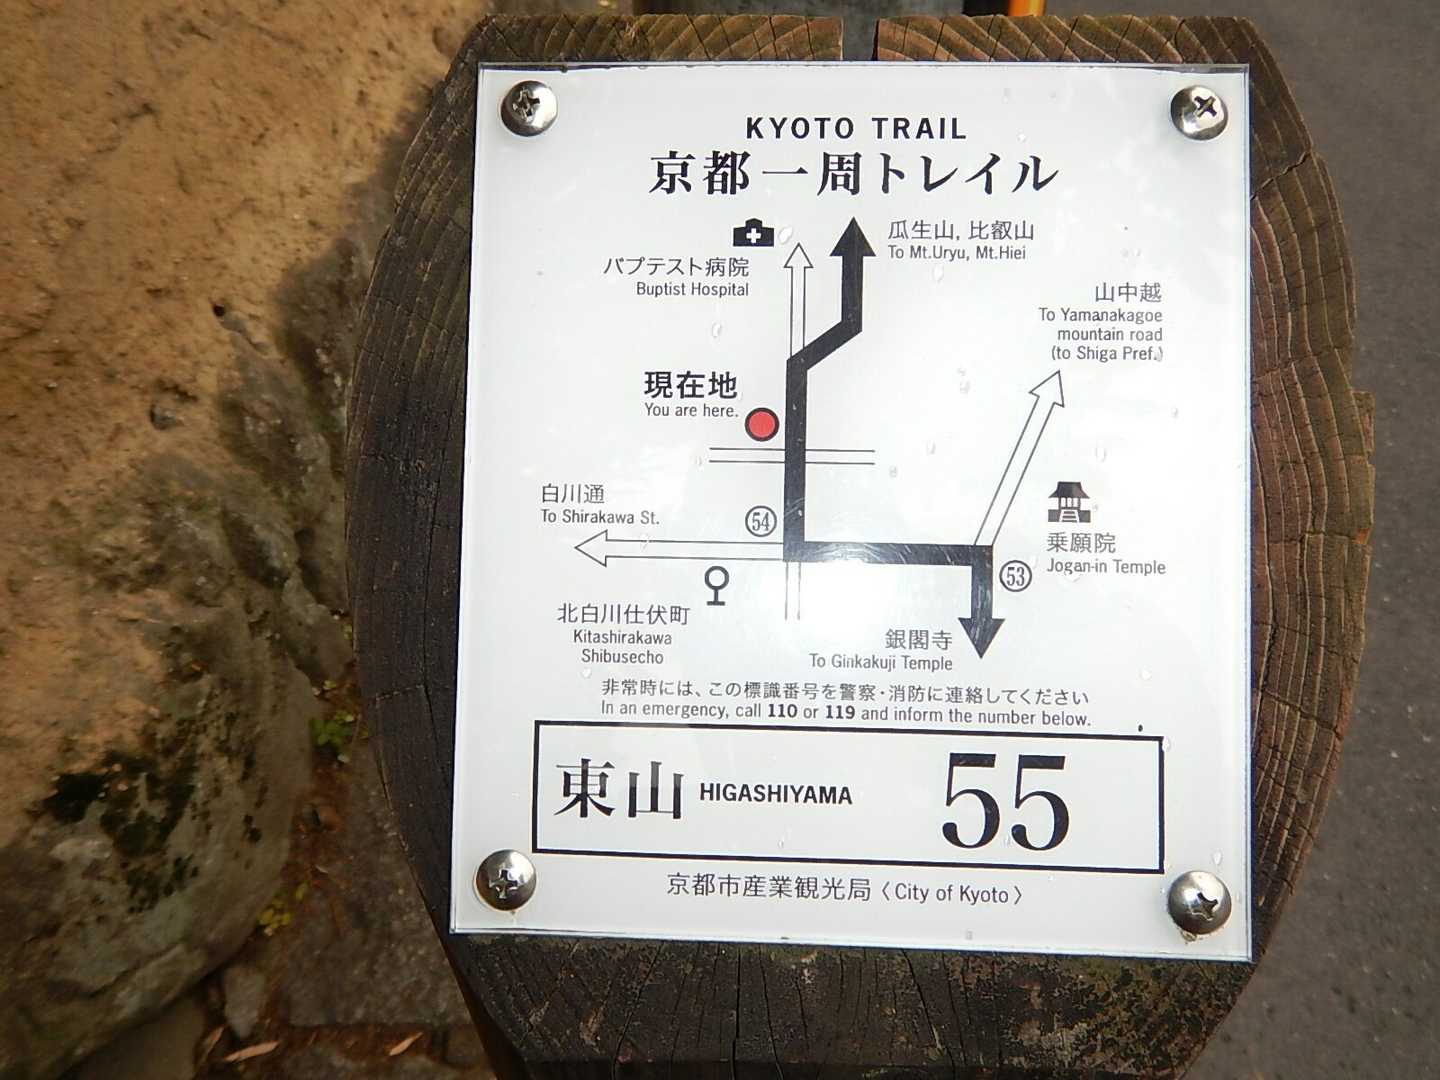 KYOTO TRAIL
京都一周トレイル
瓜生山, 比叡山
To Mt.Uryu, Mt.Hiei
バプテスト病院
Buptist Hospital
山中越
To Yamanakagoe
mountain road
(to Shiga Pref.)
現在地
You are here.
白川通
To Shirakawa St.
54
乗願院
Jogan-in Temple
53
北白川仕伏町
Kitashirakawa
Shibusecho
銀閣寺
To Ginkakuji Temple
非常時には、この標識番号を警察・消防に連絡してください
In an emergency, call 110 or 119 and inform the number below.
東山 HIGASHIYAMA 55
京都市産業観光局〈City of Kyoto〉